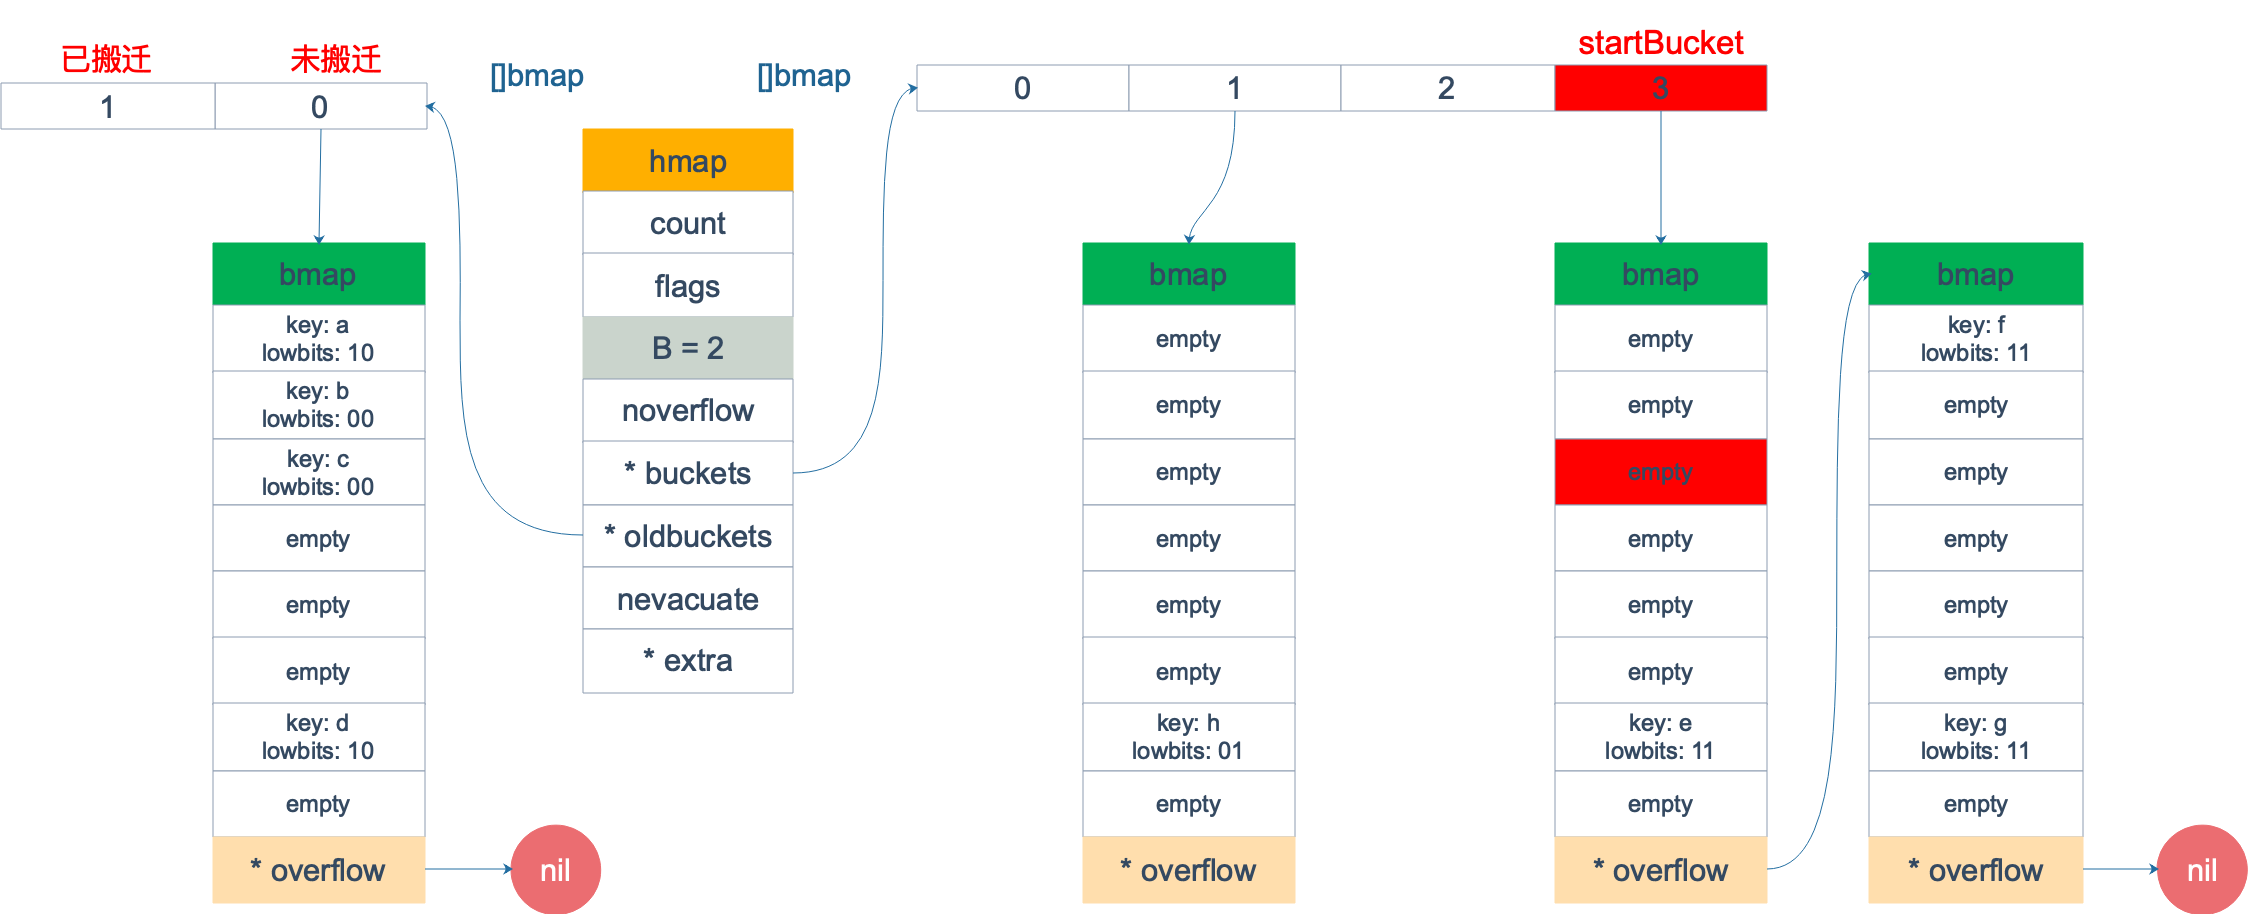 已搬迁
未搬迁
1
0
[]bmap
[]bmap
startBucket
0
1
2
3
hmap
count
flags
B = 2
noverflow
* buckets
* oldbuckets
nevacuate
* extra
bmap
key: a
lowbits: 10
key: b
lowbits: 00
key: c
lowbits: 00
empty
empty
empty
key: d
lowbits: 10
empty
* overflow
nil
bmap
empty
empty
empty
empty
empty
empty
key: h
lowbits: 01
empty
* overflow
bmap
empty
empty
empty
empty
empty
empty
key: e
lowbits: 11
empty
* overflow
bmap
key: f
lowbits: 11
empty
empty
empty
empty
empty
key: g
lowbits: 11
empty
* overflow
nil